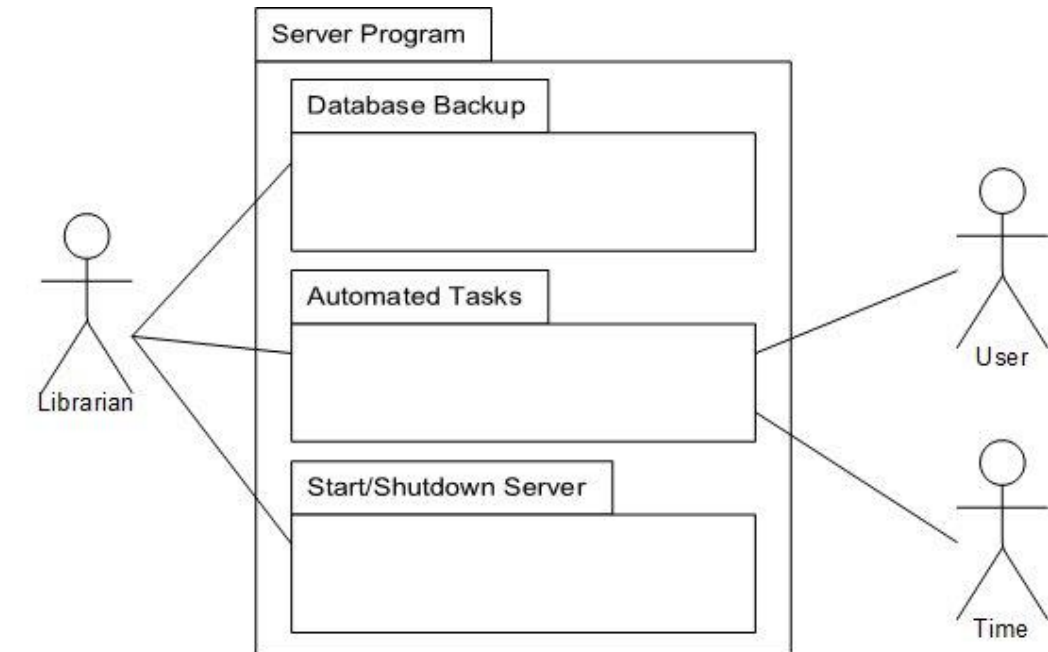 Server Program
Database Backup
Automated Tasks
User
Librarian
Start/Shutdown Server
Time